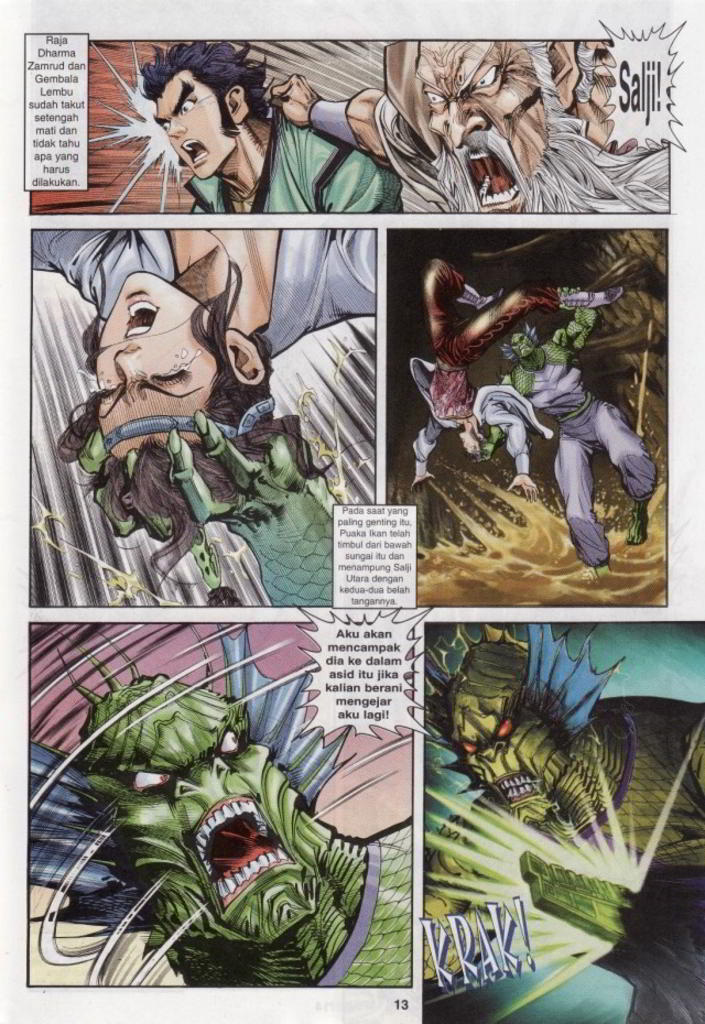 Raja
Dharma
Zamrud dan
Gembala
Lembu
sudah takut
setengah
mati dan
tidak tahu
apa yang
harus
dilakukan.
Salji!
Pada saat yang
paling genting itu,
Puaka Ikan telah
timbul dari bawah
sungai itu dan
menampung Salji
Utara dengan
kedua-dua belah
tangannya.
Aku akan
mencampak
dia ke dalam
asid itu jika
kalian berani
mengejar
aku lagi!
KRAK!
13